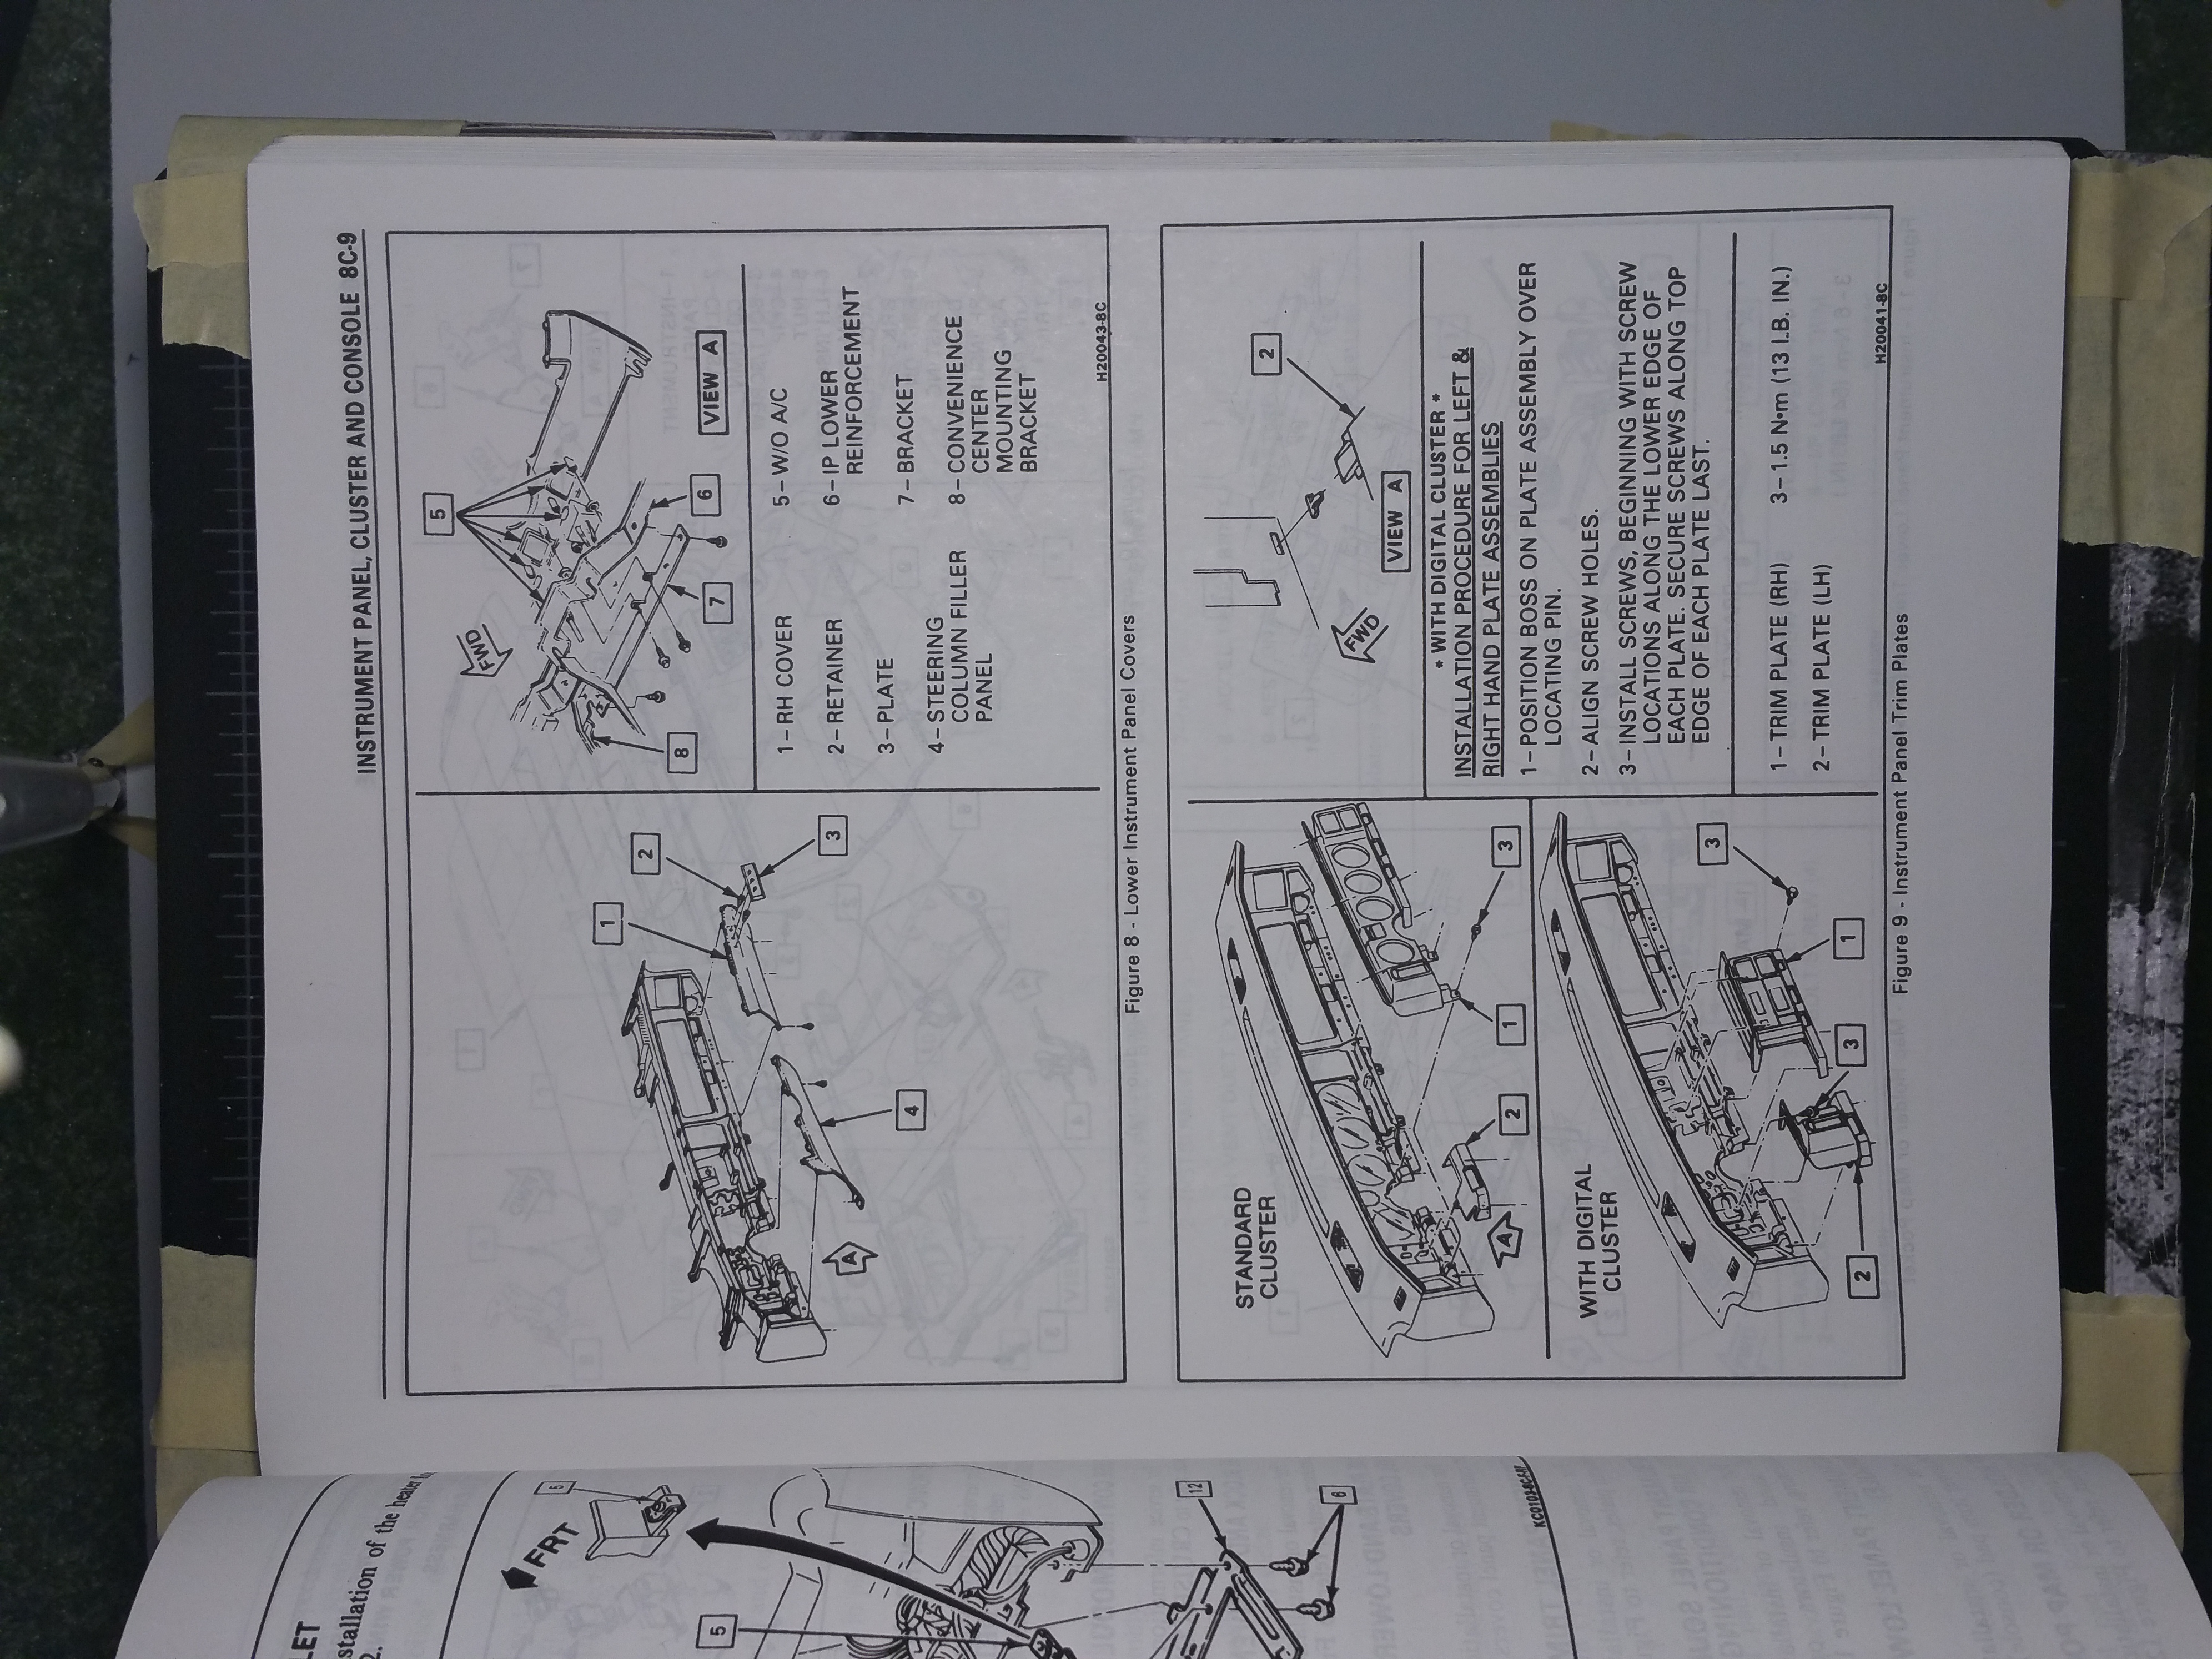 INSTRUMENT PANEL, CLUSTER AND CONSOLE 8C-9
1
2
3
4
A
FWD
5
6
7
8
VIEW A
1– RH COVER
2– RETAINER
3– PLATE
4– STEERING
COLUMN FILLER
PANEL
5– W/O A/C
6– IP LOWER
REINFORCEMENT
7– BRACKET
8– CONVENIENCE
CENTER
MOUNTING
BRACKET
H20043-8C
Figure 8 - Lower Instrument Panel Covers
STANDARD
CLUSTER
3
1
2
A
WITH DIGITAL
CLUSTER
3
1
3
2
FWD
2
VIEW A
* WITH DIGITAL CLUSTER *
INSTALLATION PROCEDURE FOR LEFT &
RIGHT HAND PLATE ASSEMBLIES
1– POSITION BOSS ON PLATE ASSEMBLY OVER
LOCATING PIN.
2– ALIGN SCREW HOLES.
3– INSTALL SCREWS, BEGINNING WITH SCREW
LOCATIONS ALONG THE LOWER EDGE OF
EACH PLATE. SECURE SCREWS ALONG TOP
EDGE OF EACH PLATE LAST.
1– TRIM PLATE (RH)
2– TRIM PLATE (LH)
3– 1.5 N•m (13 I.B. IN.)
H20041-8C
Figure 9 - Instrument Panel Trim Plates
LET
stallation of the heater
2.
FRT
5
5
12
6